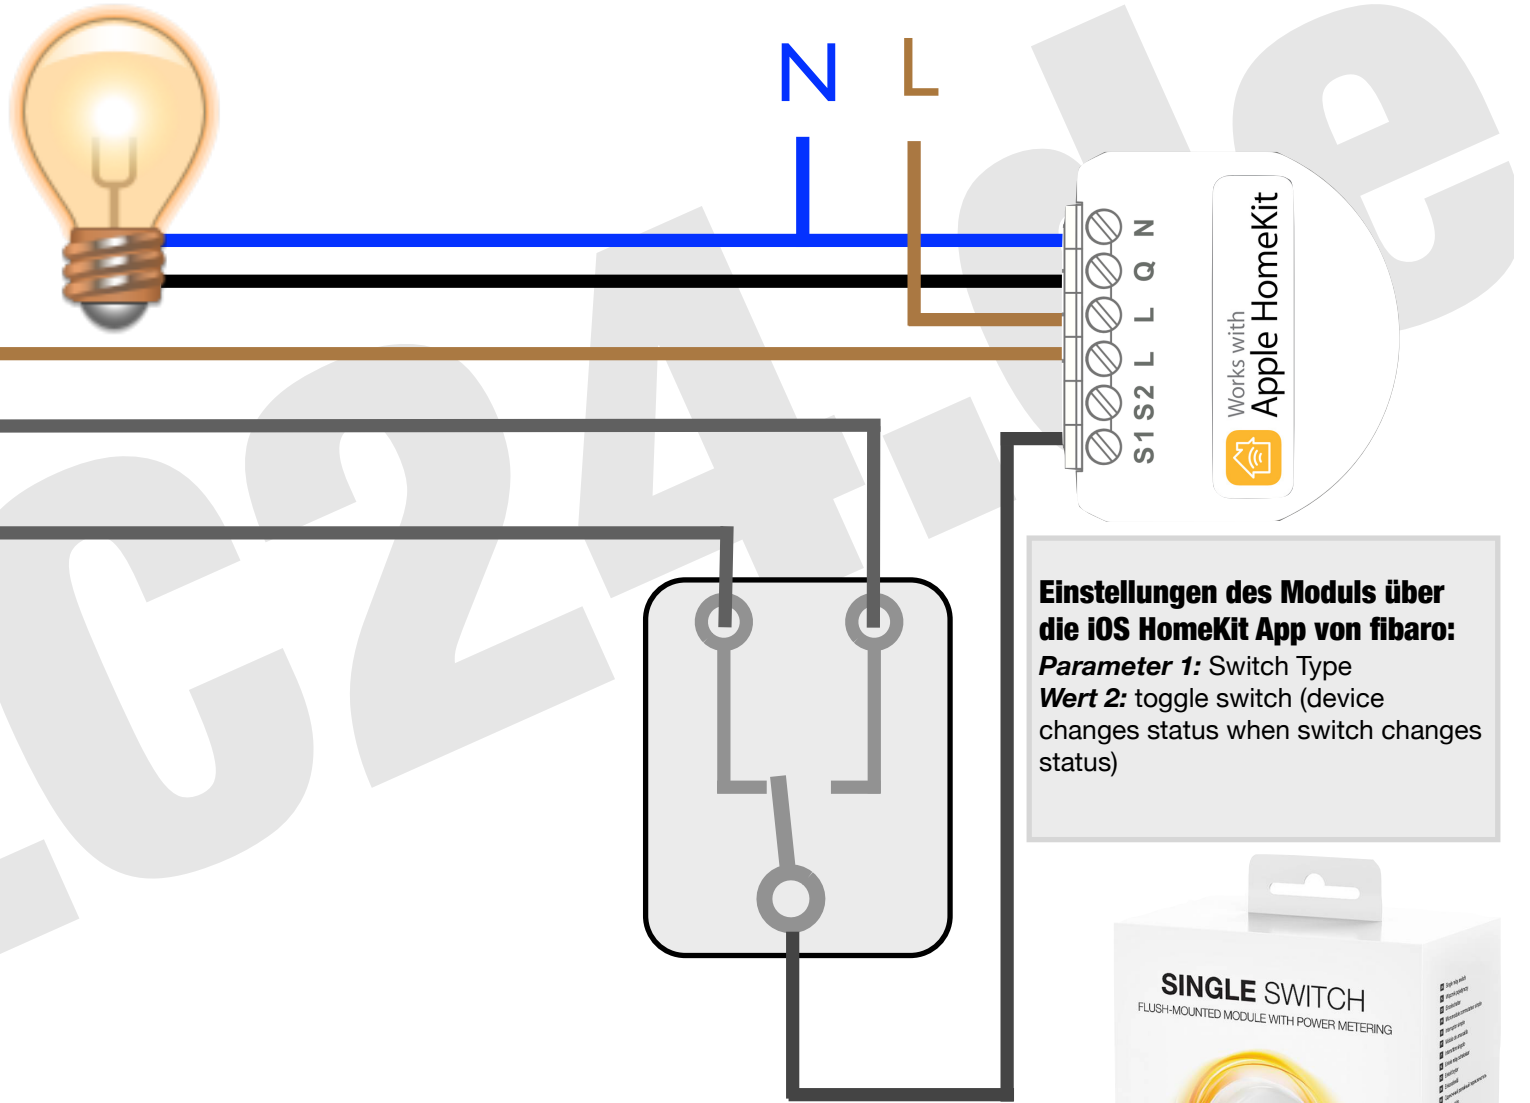 N L
N
Q
L
L
S2
S1
Works with
Apple HomeKit
C24.de
Einstellungen des Moduls über
die iOS HomeKit App von fibaro:
Parameter 1: Switch Type
Wert 2: toggle switch (device
changes status when switch changes
status)
SINGLE SWITCH
FLUSH-MOUNTED MODULE WITH POWER METERING